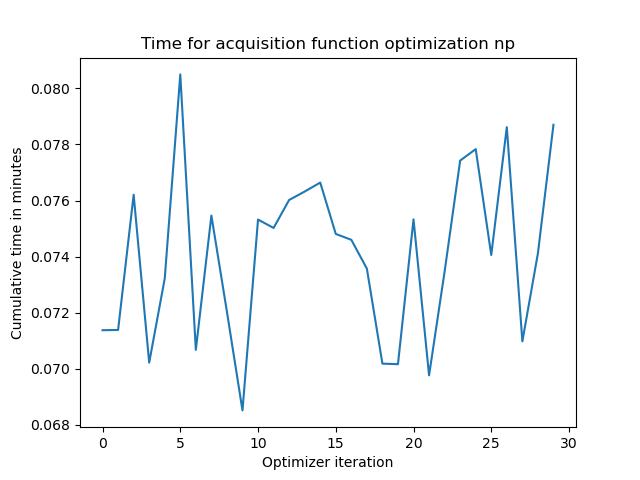 Time for acquisition function optimization np
0.080
0.078
0.076
0.074
0.072
0.070
0.068
Cumulative time in minutes
0 5 10 15 20 25 30
Optimizer iteration